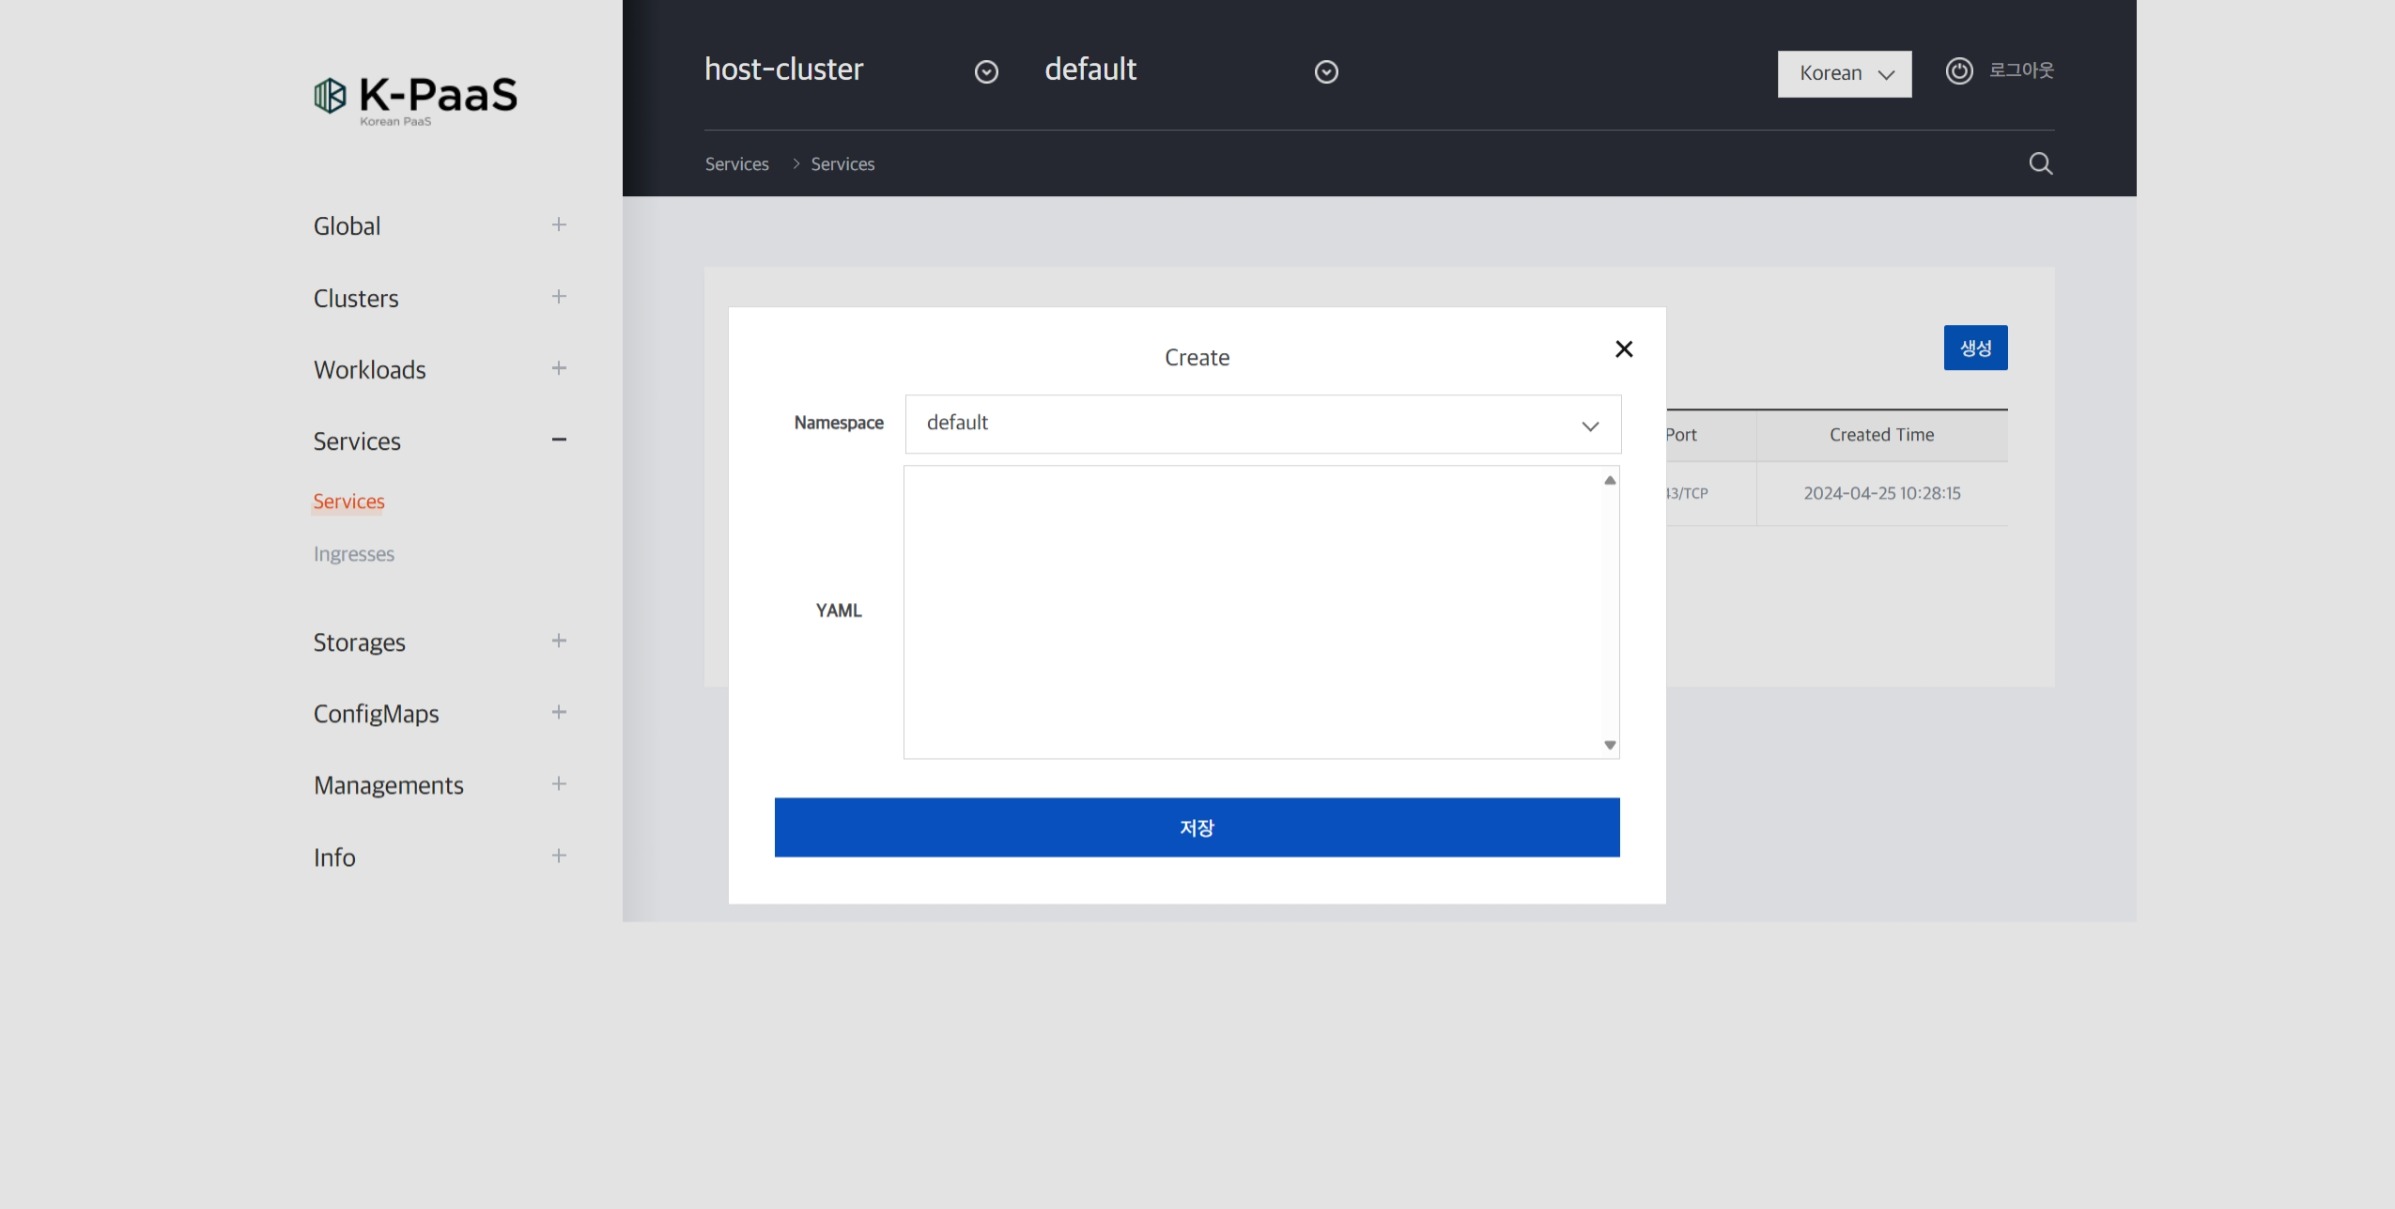 K-PaaS
Korean PaaS
host-cluster
default
Korean
로그아웃
Services > Services
Global
Clusters
Workloads
Services
Services
Ingresses
Storages
ConfigMaps
Managements
Info
생성
Port
Created Time
43/TCP
2024-04-25 10:28:15
Create
Namespace
default
YAML
저장